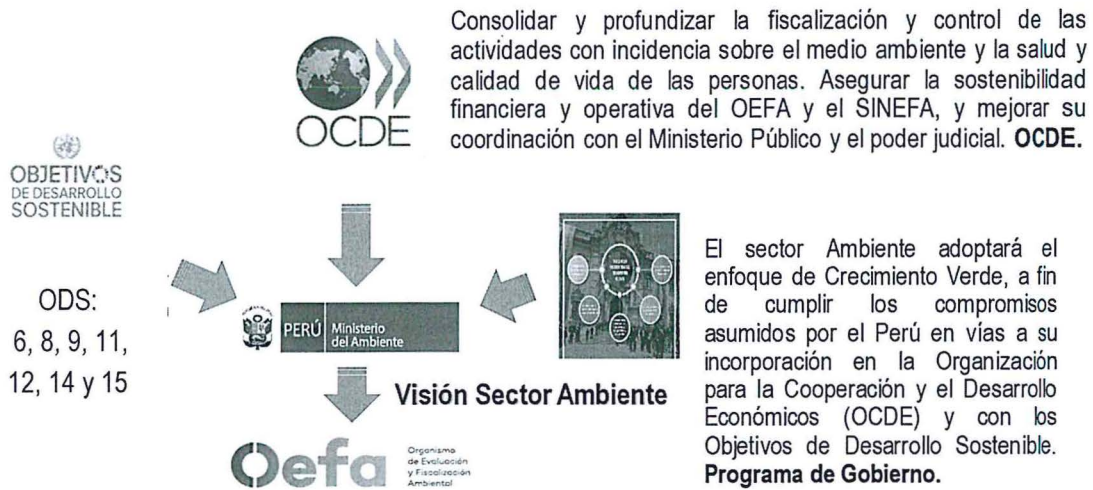 Consolidar y profundizar la fiscalización y control de las
actividades con incidencia sobre el medio ambiente y la salud y
calidad de vida de las personas. Asegurar la sostenibilidad
financiera y operativa del OEFA y el SINEFA, y mejorar su
coordinación con el Ministerio Público y el poder judicial. OCDE.
OCDE
OBJETIVOS
DE DESARROLLO
SOSTENIBLE
ODS:
6, 8, 9, 11,
12, 14 y 15
PERÚ
Ministerio
del Ambiente
El sector Ambiente adoptará el
enfoque de Crecimiento Verde, a fin
de cumplir los compromisos
asumidos por el Perú en vías a su
incorporación en la Organización
para la Cooperación y el Desarrollo
Económicos (OCDE) y con los
Objetivos de Desarrollo Sostenible.
Programa de Gobierno.
Visión Sector Ambiente
Oefa
Organismo
de Evaluación
y Fiscalización
Ambiental